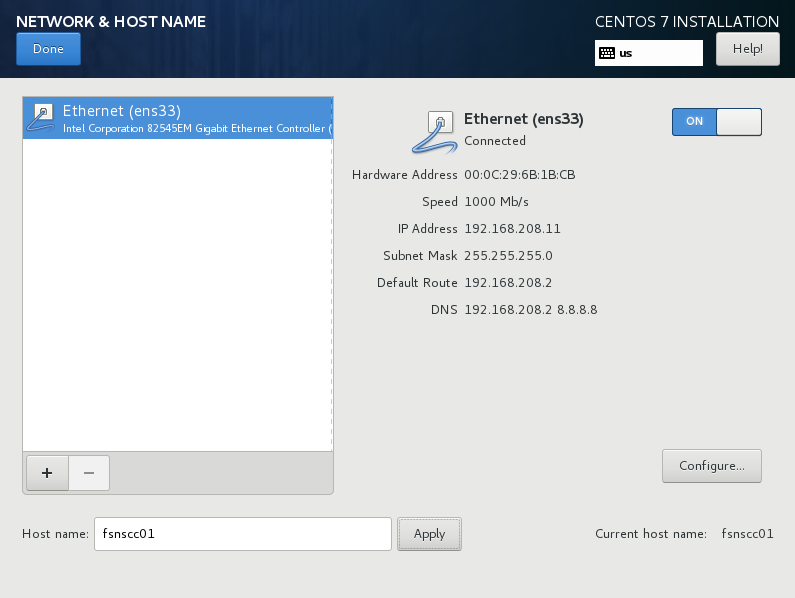 NETWORK & HOST NAME
CENTOS 7 INSTALLATION
Done
us
Help!
Ethernet (ens33)
Intel Corporation 82545EM Gigabit Ethernet Controller (
Ethernet (ens33)
Connected
ON
Hardware Address 00:0C:29:6B:1B:CB
Speed 1000 Mb/s
IP Address 192.168.208.11
Subnet Mask 255.255.255.0
Default Route 192.168.208.2
DNS 192.168.208.2 8.8.8.8
+ −
Configure...
Host name: fsnscc01 Apply
Current host name: fsnscc01